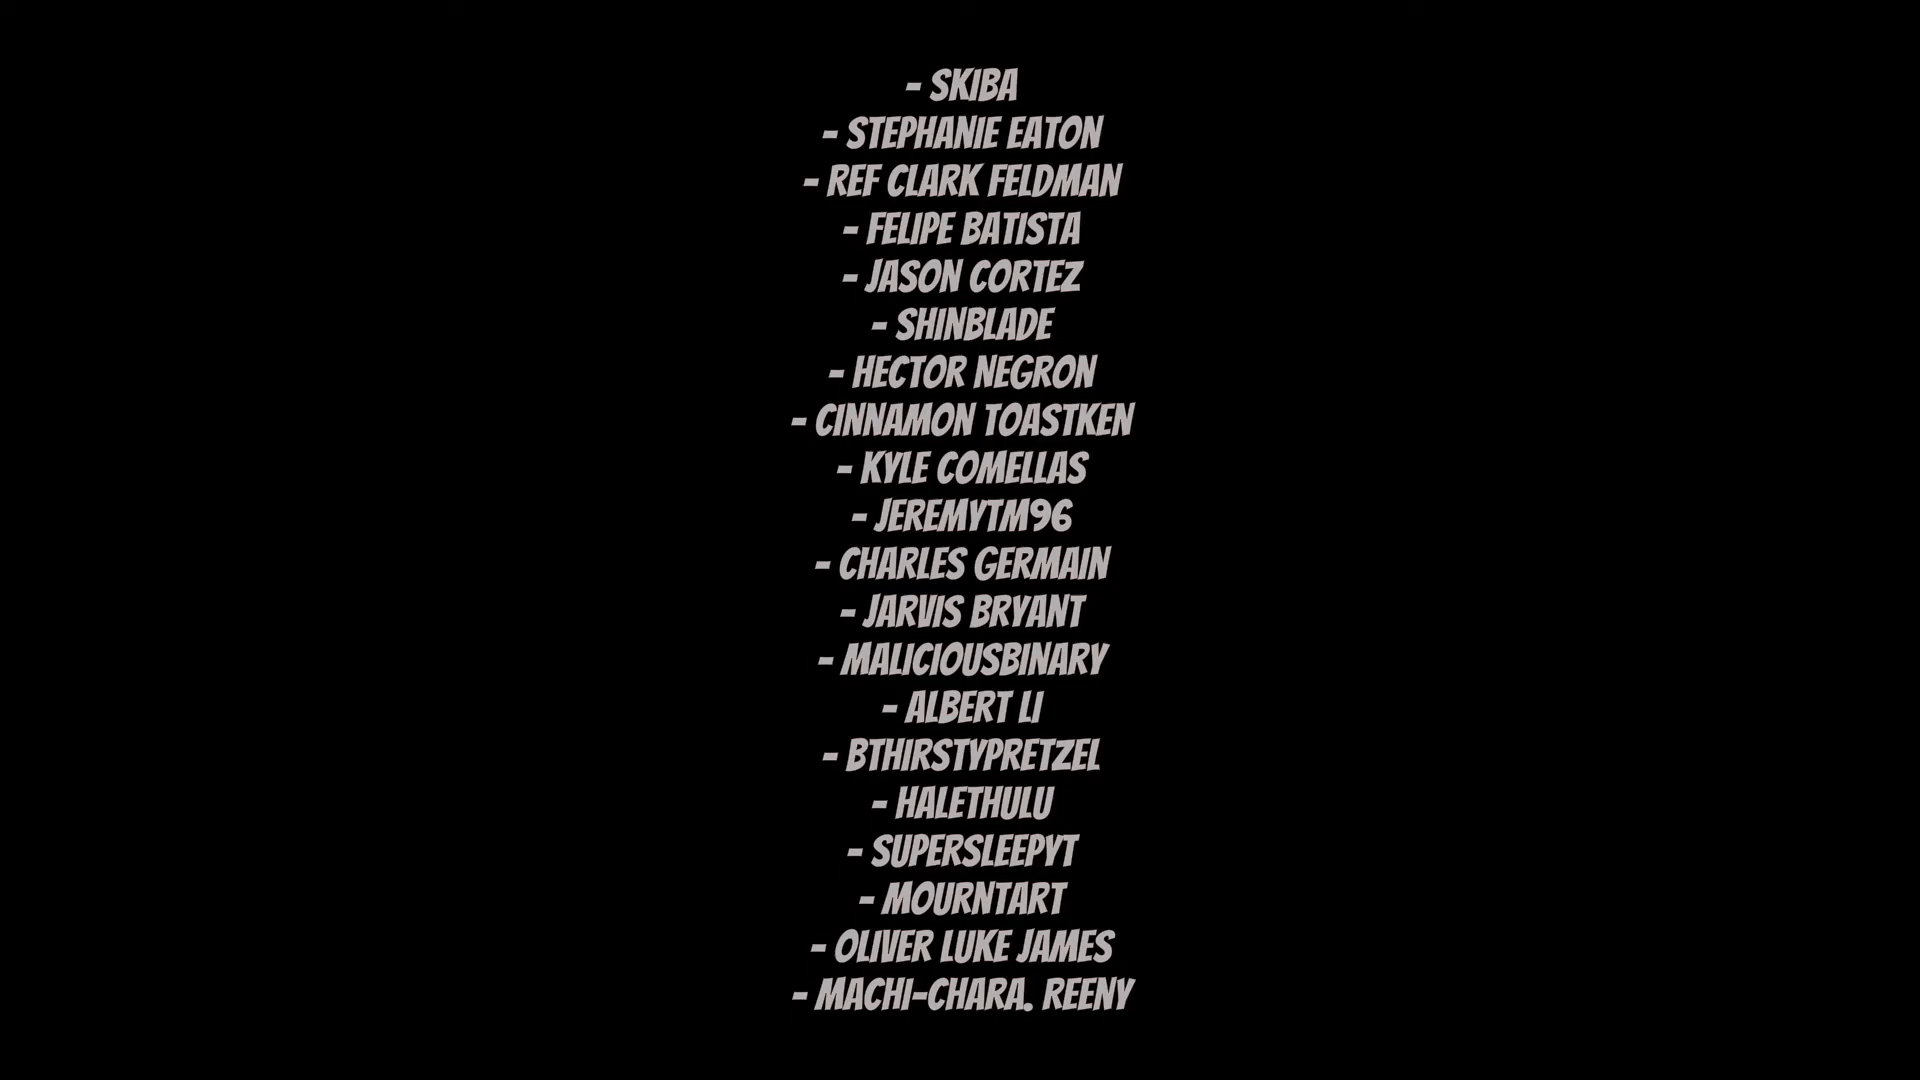 - SKIBA
- STEPHANIE EATON
- REF CLARK FELDMAN
- FELIPE BATISTA
- JASON CORTEZ
- SHINBLADE
- HECTOR NEGRON
- CINNAMON TOASTKEN
- KYLE COMELLAS
- JEREMYTM96
- CHARLES GERMAIN
- JARVIS BRYANT
- MALICIOUSBINARY
- ALBERT LI
- BTHIRSTYPRETZEL
- HALETHULU
- SUPERSLEEPYT
- MOURNTART
- OLIVER LUKE JAMES
- MACHI-CHARA. REENY